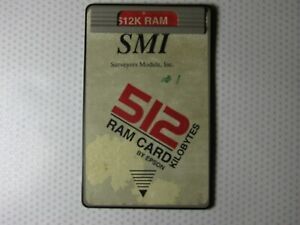 512K RAM
SMI
Surveyors Module, Inc.
# 1
512
KILOBYTES
RAM CARD
BY EPSON